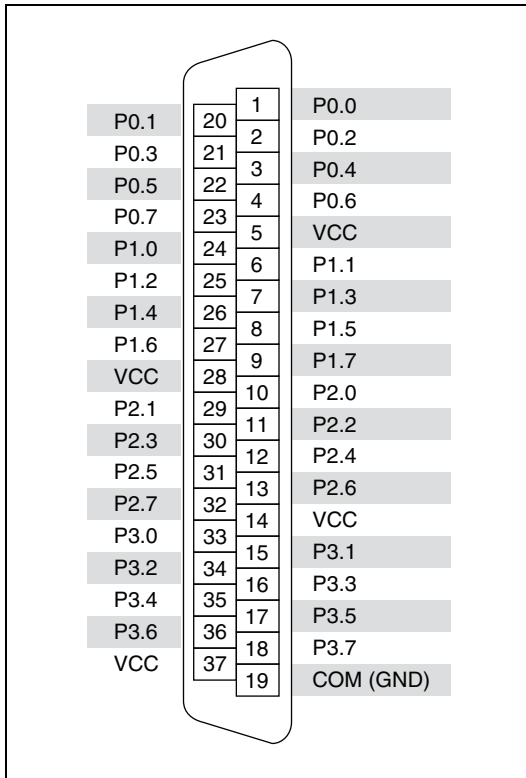 1 P0.0
P0.1 20
2 P0.2
P0.3 21
3 P0.4
P0.5 22
4 P0.6
P0.7 23
5 VCC
P1.0 24
6 P1.1
P1.2 25
7 P1.3
P1.4 26
8 P1.5
P1.6 27
9 P1.7
VCC 28
10 P2.0
P2.1 29
11 P2.2
P2.3 30
12 P2.4
P2.5 31
13 P2.6
P2.7 32
14 VCC
P3.0 33
15 P3.1
P3.2 34
16 P3.3
P3.4 35
17 P3.5
P3.6 36
18 P3.7
VCC 37
19 COM (GND)